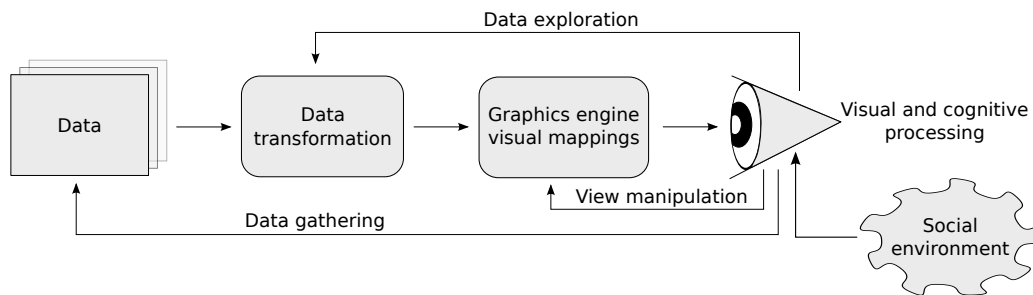 Data exploration
Data
Data
transformation
Graphics engine
visual mappings
Visual and cognitive
processing
View manipulation
Data gathering
Social
environment